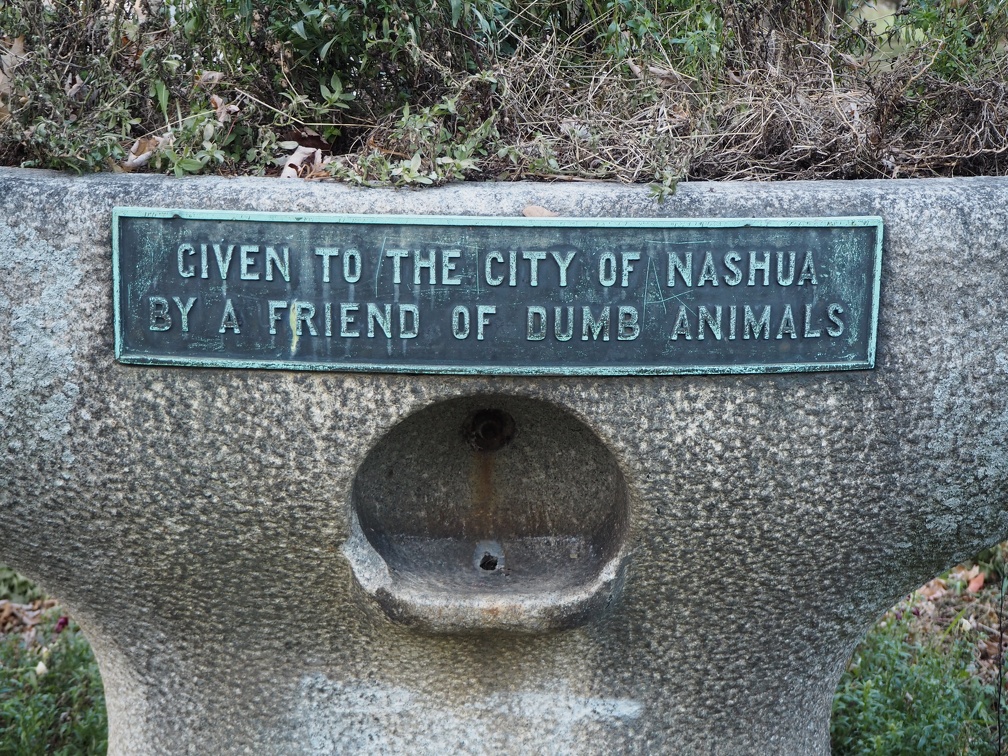 GIVEN TO THE CITY OF NASHUA
BY A FRIEND OF DUMB ANIMALS